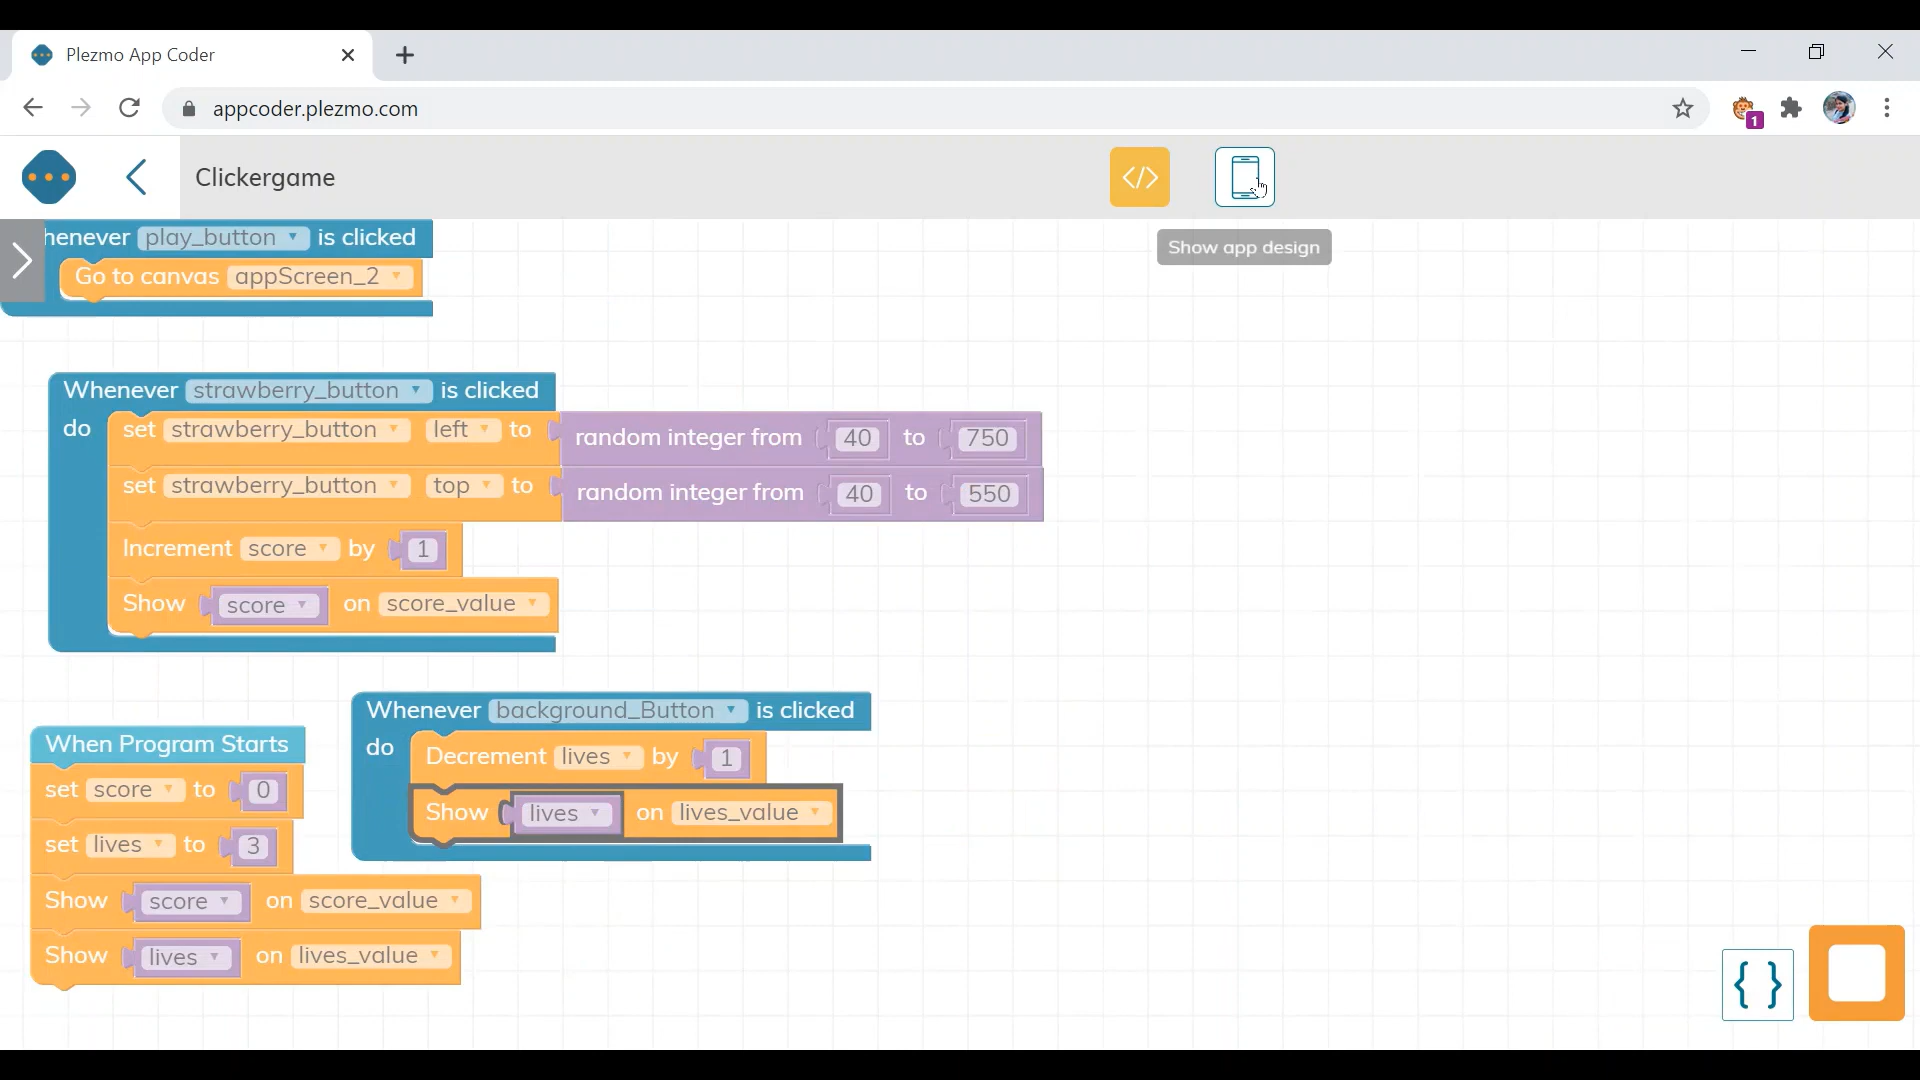 Plezmo App Coder
appcoder.plezmo.com
1
Clickergame
</>
Show app design
henever play_button is clicked
Go to canvas appScreen_2
Whenever strawberry_button is clicked
do set strawberry_button left to random integer from 40 to 750
set strawberry_button top to random integer from 40 to 550
Increment score by 1
Show score on score_value
Whenever background_Button is clicked
do Decrement lives by 1
Show lives on lives_value
When Program Starts
set score to 0
set lives to 3
Show score on score_value
Show lives on lives_value
{ }